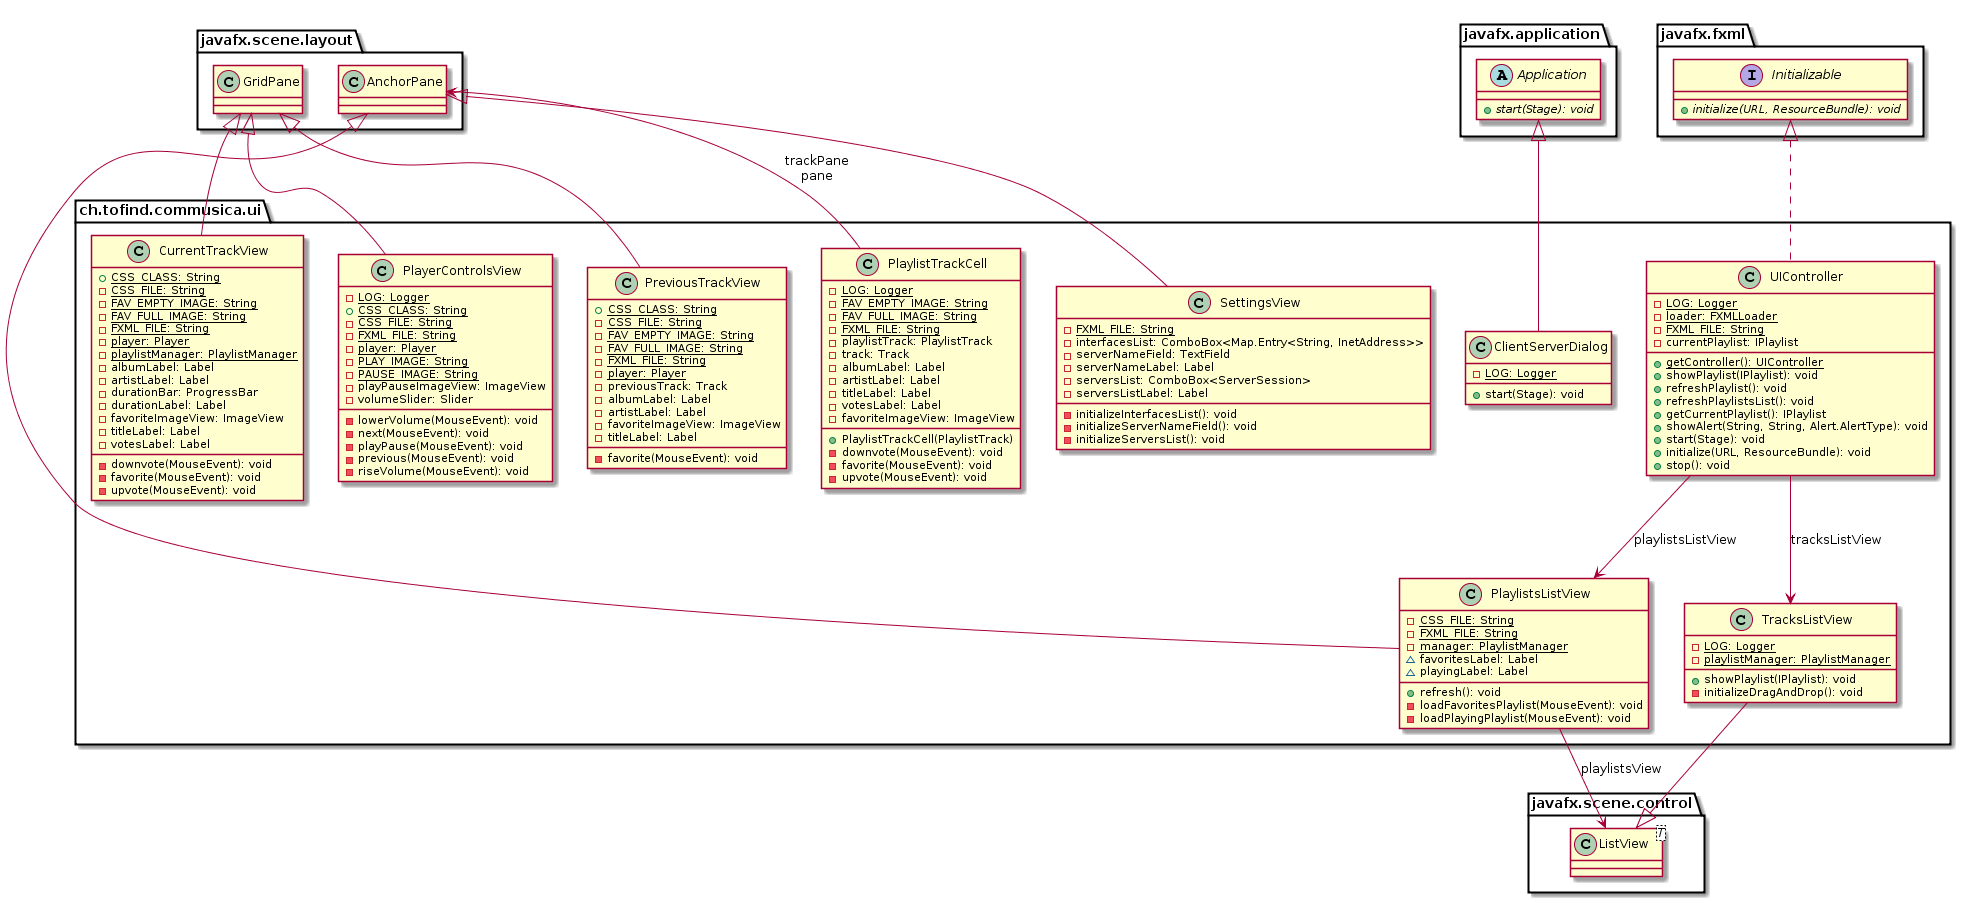 javafx.scene.layout
C GridPane
C AnchorPane
javafx.application
A Application
start(Stage): void
javafx.fxml
I Initializable
initialize(URL, ResourceBundle): void
trackPane
pane
ch.tofind.commusica.ui
C CurrentTrackView
CSS_CLASS: String
CSS_FILE: String
FAV_EMPTY_IMAGE: String
FAV_FULL_IMAGE: String
FXML_FILE: String
player: Player
playlistManager: PlaylistManager
albumLabel: Label
artistLabel: Label
durationBar: ProgressBar
durationLabel: Label
favoriteImageView: ImageView
titleLabel: Label
votesLabel: Label
downvote(MouseEvent): void
favorite(MouseEvent): void
upvote(MouseEvent): void
C PlayerControlsView
LOG: Logger
CSS_CLASS: String
CSS_FILE: String
FXML_FILE: String
player: Player
PLAY_IMAGE: String
PAUSE_IMAGE: String
playPauseImageView: ImageView
volumeSlider: Slider
lowerVolume(MouseEvent): void
next(MouseEvent): void
playPause(MouseEvent): void
previous(MouseEvent): void
riseVolume(MouseEvent): void
C PreviousTrackView
CSS_CLASS: String
CSS_FILE: String
FAV_EMPTY_IMAGE: String
FAV_FULL_IMAGE: String
FXML_FILE: String
player: Player
previousTrack: Track
albumLabel: Label
artistLabel: Label
favoriteImageView: ImageView
titleLabel: Label
favorite(MouseEvent): void
C PlaylistTrackCell
LOG: Logger
FAV_EMPTY_IMAGE: String
FAV_FULL_IMAGE: String
FXML_FILE: String
playlistTrack: PlaylistTrack
track: Track
albumLabel: Label
artistLabel: Label
titleLabel: Label
votesLabel: Label
favoriteImageView: ImageView
PlaylistTrackCell(PlaylistTrack)
downvote(MouseEvent): void
favorite(MouseEvent): void
upvote(MouseEvent): void
C SettingsView
FXML_FILE: String
interfacesList: ComboBox<Map.Entry<String, InetAddress>>
serverNameField: TextField
serverNameLabel: Label
serversList: ComboBox<ServerSession>
serversListLabel: Label
initializeInterfacesList(): void
initializeServerNameField(): void
initializeServersList(): void
C ClientServerDialog
LOG: Logger
start(Stage): void
C UIController
LOG: Logger
loader: FXMLLoader
FXML_FILE: String
currentPlaylist: IPlaylist
getController(): UIController
showPlaylist(IPlaylist): void
refreshPlaylist(): void
refreshPlaylistsList(): void
getCurrentPlaylist(): IPlaylist
showAlert(String, String, Alert.AlertType): void
start(Stage): void
initialize(URL, ResourceBundle): void
stop(): void
playlistsListView
tracksListView
C PlaylistsListView
CSS_FILE: String
FXML_FILE: String
manager: PlaylistManager
favoritesLabel: Label
playingLabel: Label
refresh(): void
loadFavoritesPlaylist(MouseEvent): void
loadPlayingPlaylist(MouseEvent): void
C TracksListView
LOG: Logger
playlistManager: PlaylistManager
showPlaylist(IPlaylist): void
initializeDragAndDrop(): void
playlistsView
javafx.scene.control
C ListView
T